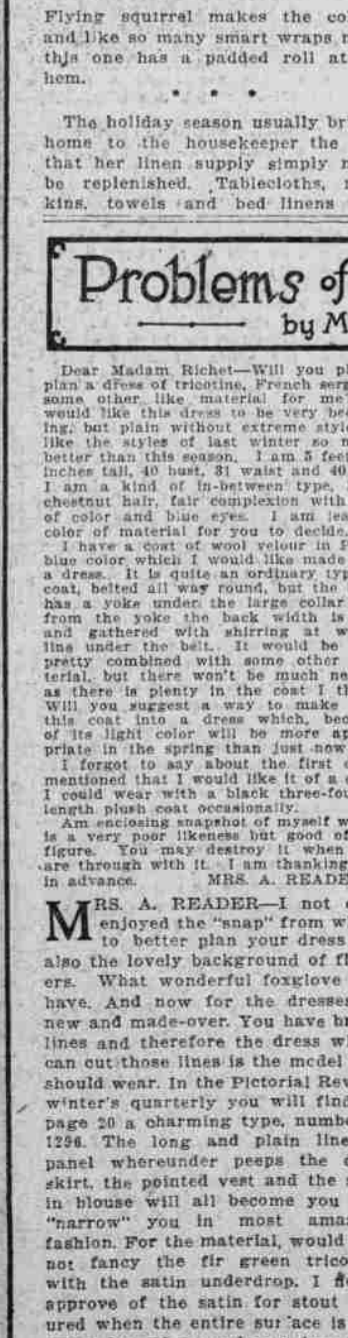 Flying squirrel makes the co
and like so many smart wraps
this one has a padded roll at
hem.
* * *
The holiday season usually br
home to the housekeeper the
that her linen supply simply
be replenished. Tablecloths,
kins, towels and bed linens
Problems of
by M
Dear Madam Richet—Will you pl
plan a dress of tricotine, French serg
some other like material for me
would like this dress to be very bec
ing, but plain without extreme style
like the styles of last winter so
better than this season. I am 5 feet
inches tall, 40 bust, 31 waist and 40
I am a kind of in-between type,
chestnut hair, fair complexion with
of color and blue eyes. I am lea
color of material for you to decide.
I have a coat of wool velour in P
blue color which I would like made
a dress. It is quite an ordinary typ
coat, belted all way round, but the
has a yoke under the large collar
from the yoke the back width is
and gathered with shirring at w
line under the belt. It would be
pretty combined with some other
terial, but there won't be much ne
as there is plenty in the coat I th
Will you suggest a way to make
this coat into a dress which, bec
of its light color will be more ap
priate in the spring than just now
I forgot to say about the first
mentioned that I would like it of a
I could wear with a black three-fou
length plush coat occasionally.
Am enclosing snapshot of myself w
is a very poor likeness but good of
figure. You may destroy it when
are through with it. I am thanking
in advance. MRS. A. READE
MRS. A. READER—I not
enjoyed the "snap" from w
to better plan your dress
also the lovely background of fl
ers. What wonderful foxglove
have. And now for the dresses
new and made-over. You have br
lines and therefore the dress w
can cut those lines is the model
should wear. In the Pictorial Rev
winter's quarterly you will find
page 20 a charming type, numbe
1296. The long and plain line
panel whereunder peeps the
skirt, the pointed vest and the
in blouse will all become you
"narrow" you in most ama
fashion. For the material, would
not fancy the fir green trico
with the satin underdrop. I
approve of the satin for stout
ured when the entire surface is